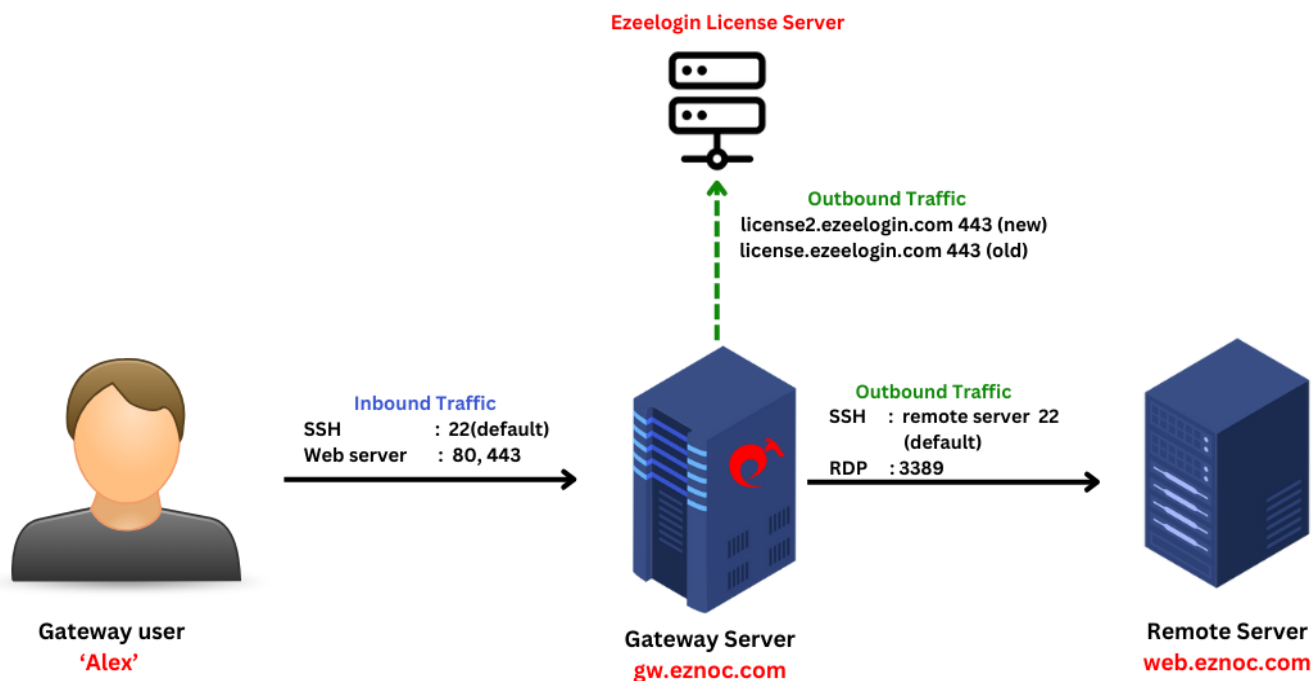 Ezeelogin License Server
Outbound Traffic
license2.ezeelogin.com 443 (new)
license.ezeelogin.com 443 (old)
Inbound Traffic
SSH : 22(default)
Web server : 80, 443
Outbound Traffic
SSH : remote server 22
(default)
RDP : 3389
Gateway user
‘Alex’
Gateway Server
gw.eznoc.com
Remote Server
web.eznoc.com